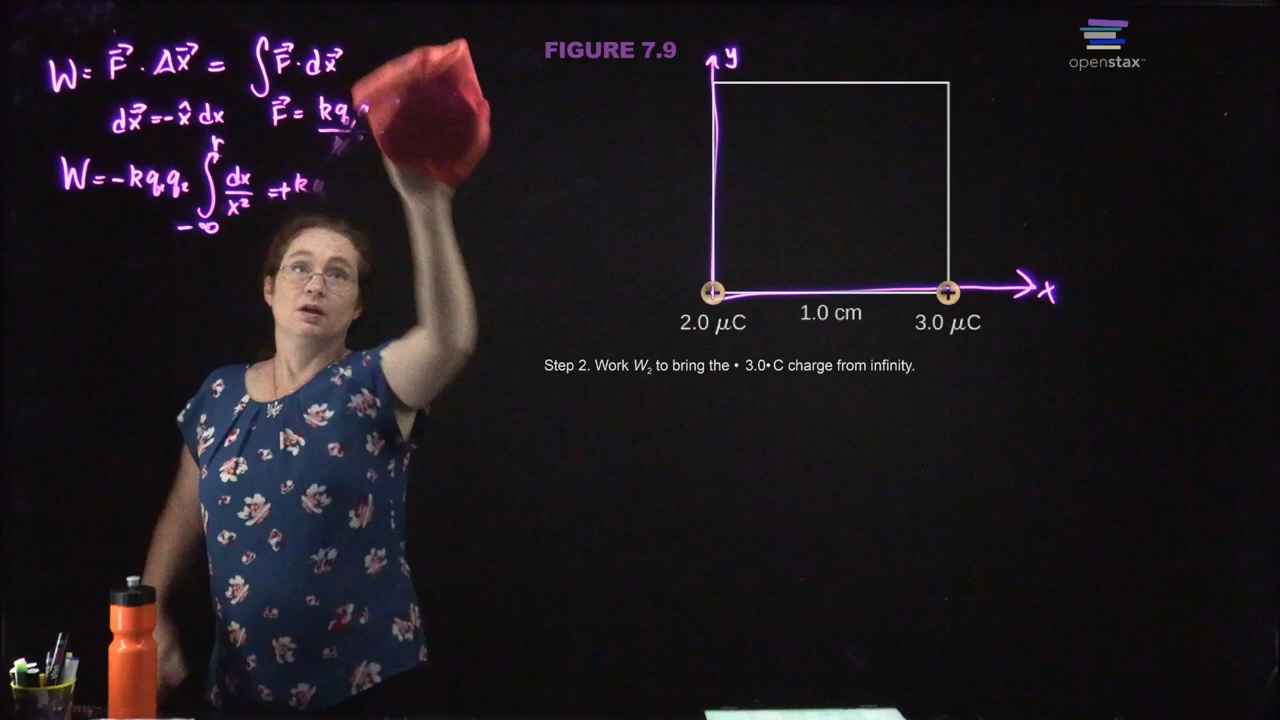 W = F⃗ · Δx⃗ = ∫ F⃗ · dx⃗
dx⃗ = -x̂ dx F⃗ = kq₁
W = -kq₁q₂ ∫_{-∞}^{r} dx/x² = +k
FIGURE 7.9
openstax™
y
x
2.0 μC 1.0 cm 3.0 μC
Step 2. Work W₂ to bring the • 3.0•C charge from infinity.